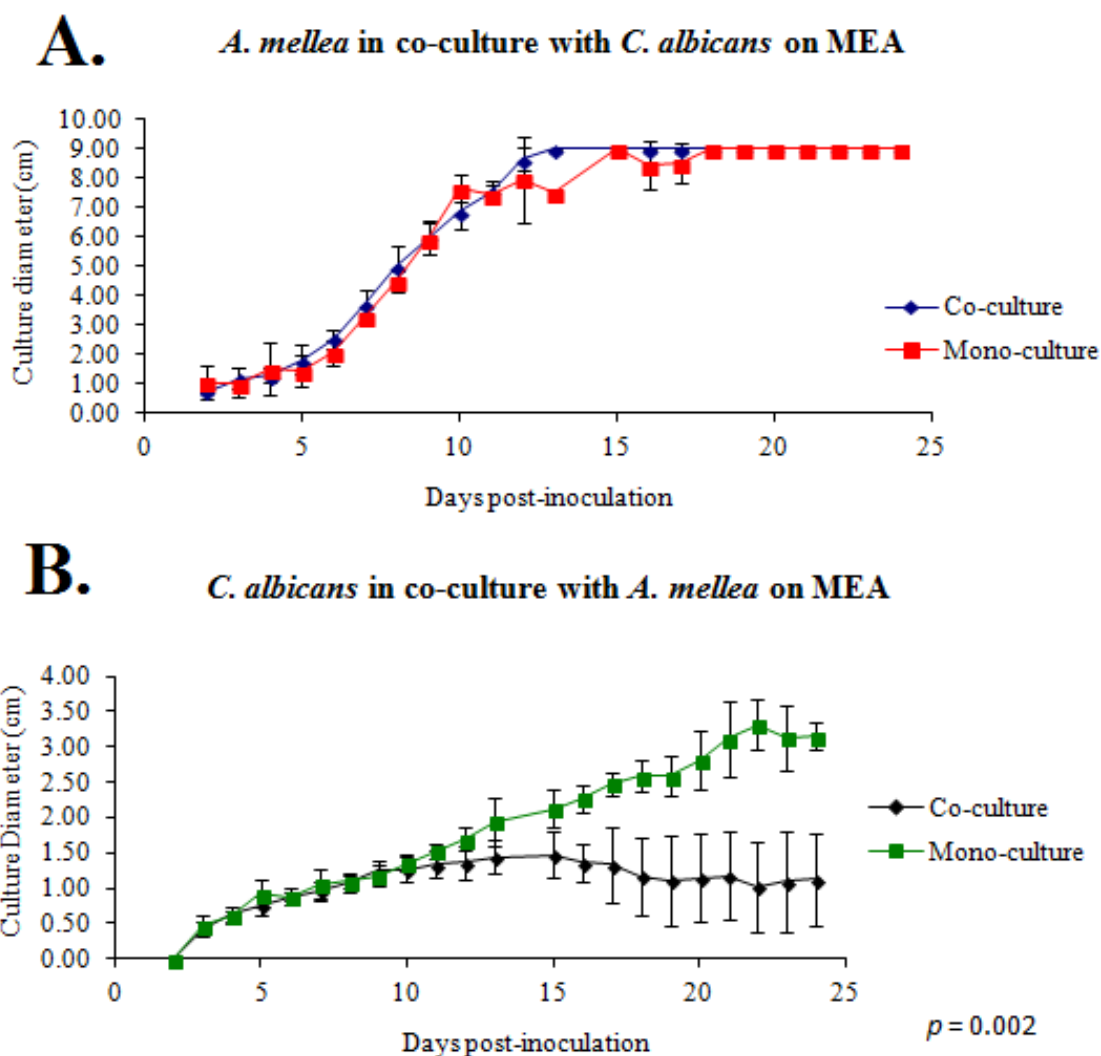 A.
A. mellea in co-culture with C. albicans on MEA
10.00
9.00
8.00
7.00
6.00
5.00
4.00
3.00
2.00
1.00
0.00
Culture diameter (cm)
0 5 10 15 20 25
Days post-inoculation
Co-culture
Mono-culture
B.
C. albicans in co-culture with A. mellea on MEA
4.00
3.50
3.00
2.50
2.00
1.50
1.00
0.50
0.00
Culture Diameter (cm)
0 5 10 15 20 25
Days post-inoculation
Co-culture
Mono-culture
p = 0.002